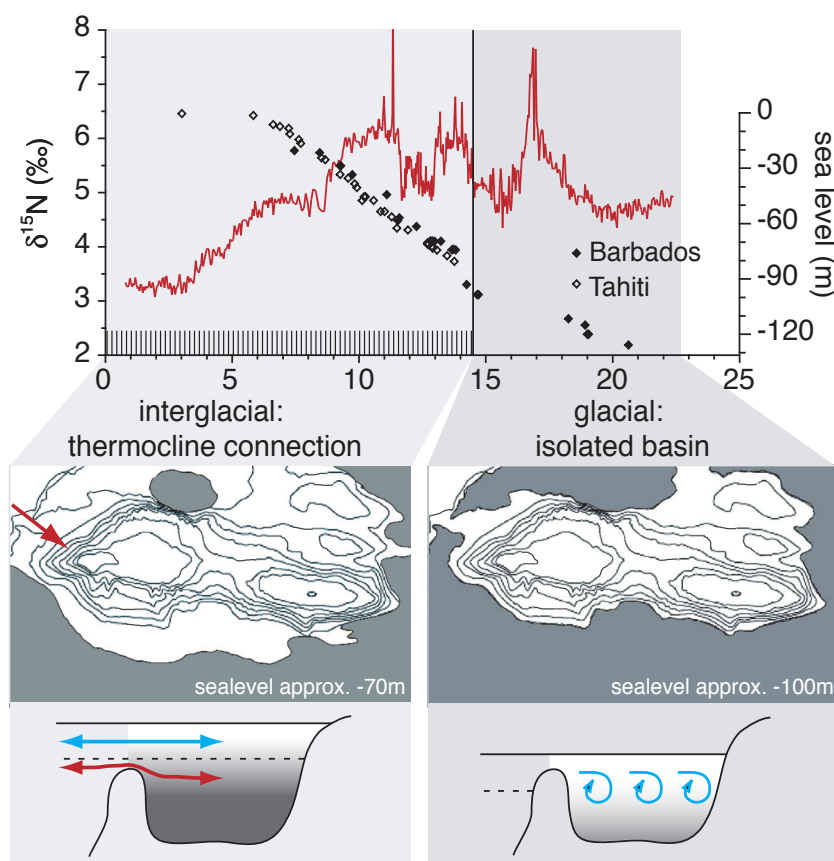 8
7
6
5
4
3
2
δ¹⁵N (‰)
0
-30
-60
-90
-120
sea level (m)
Barbados
Tahiti
0 5 10 15 20 25
interglacial: glacial:
thermocline connection isolated basin
sealevel approx. -70m sealevel approx. -100m